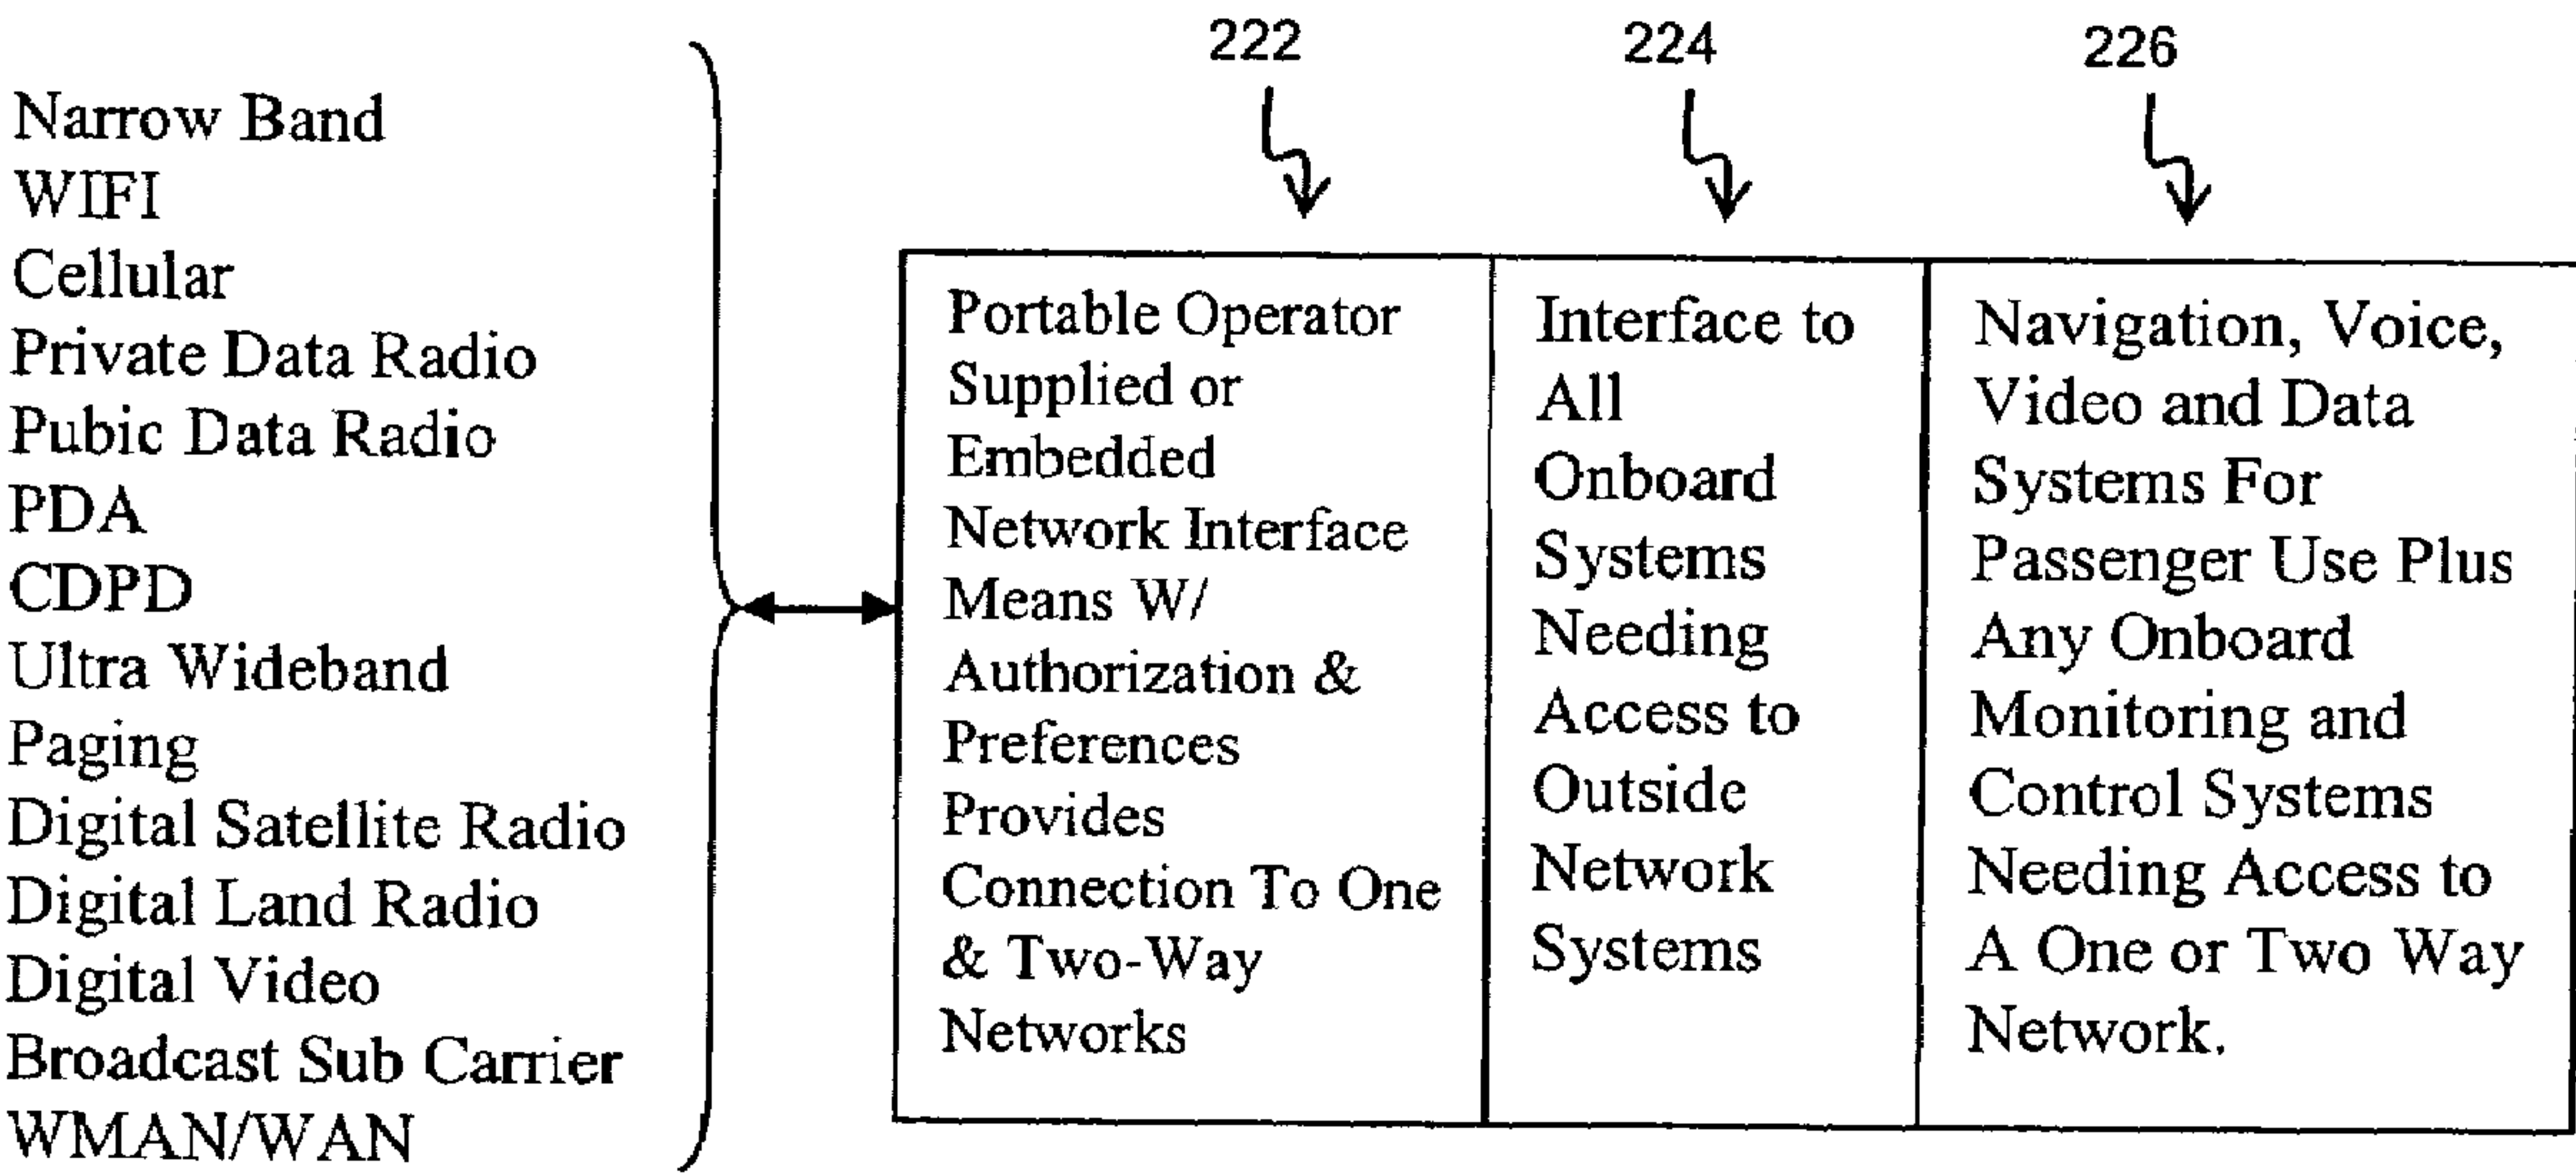 222
224
226
Narrow Band
WIFI
Cellular
Private Data Radio
Pubic Data Radio
PDA
CDPD
Ultra Wideband
Paging
Digital Satellite Radio
Digital Land Radio
Digital Video
Broadcast Sub Carrier
WMAN/WAN
Portable Operator
Supplied or
Embedded
Network Interface
Means W/
Authorization &
Preferences
Provides
Connection To One
& Two-Way
Networks
Interface to
All
Onboard
Systems
Needing
Access to
Outside
Network
Systems
Navigation, Voice,
Video and Data
Systems For
Passenger Use Plus
Any Onboard
Monitoring and
Control Systems
Needing Access to
A One or Two Way
Network.